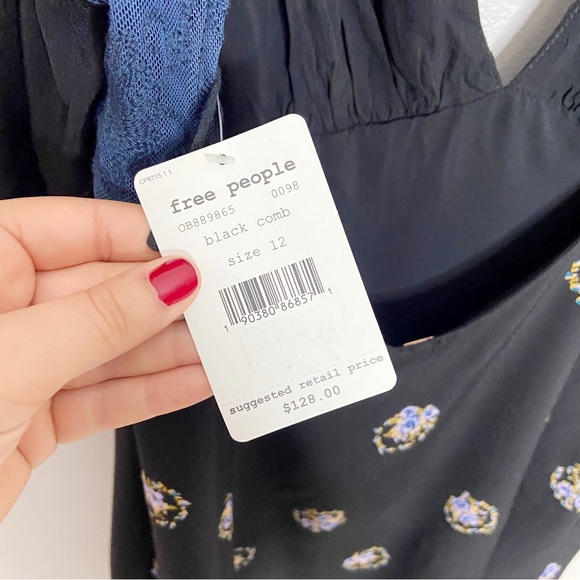 CP8715 1 1
free people
OB889865 0098
black comb
size 12
1 90380 86857 1
suggested retail price
$128.00